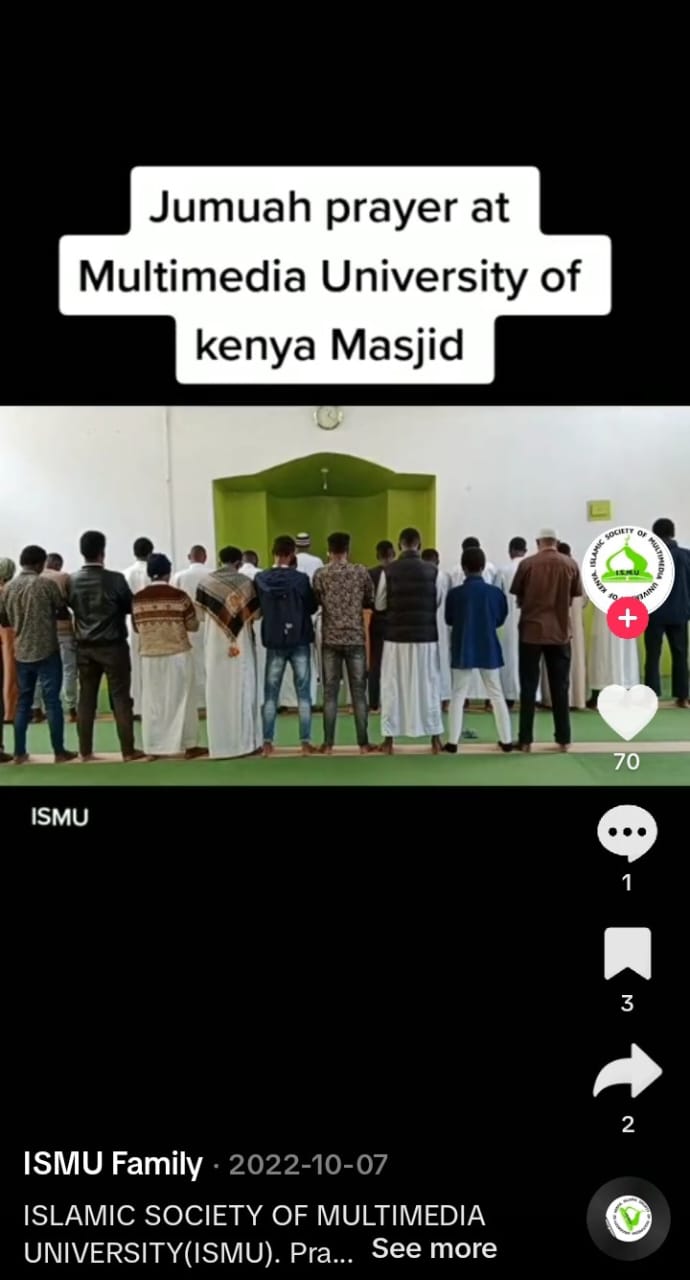 Jumuah prayer at
Multimedia University of
kenya Masjid
ISLAMIC SOCIETY OF MULTIMEDIA UNIVERSITY OF KENYA
I.S.M.U
70
ISMU
1
3
2
ISMU Family · 2022-10-07
ISLAMIC SOCIETY OF MULTIMEDIA
UNIVERSITY(ISMU). Pra... See more